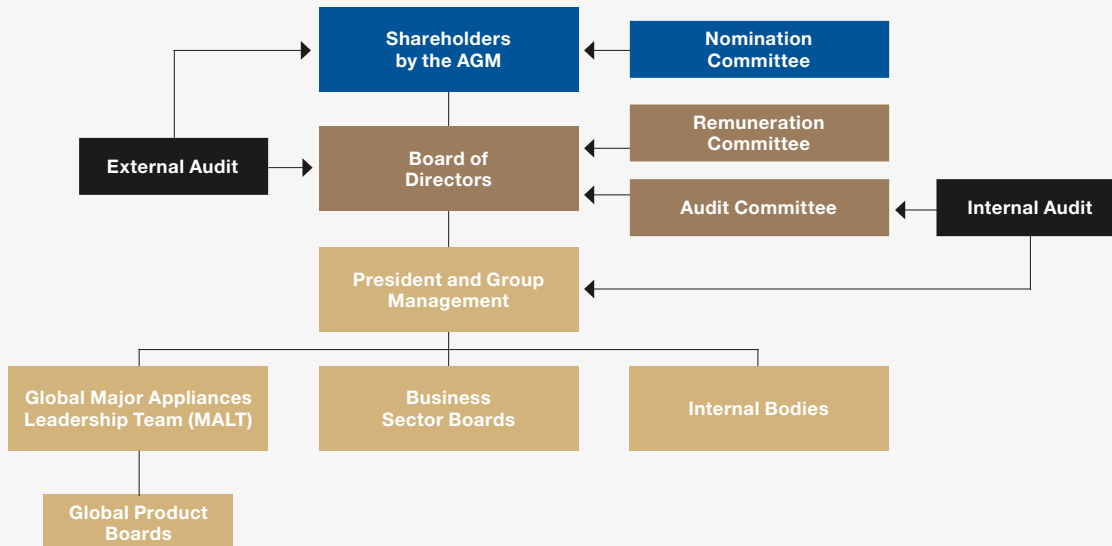 Shareholders
by the AGM
Nomination
Committee
External Audit
Board of
Directors
Remuneration
Committee
Audit Committee
Internal Audit
President and Group
Management
Global Major Appliances
Leadership Team (MALT)
Business
Sector Boards
Internal Bodies
Global Product
Boards